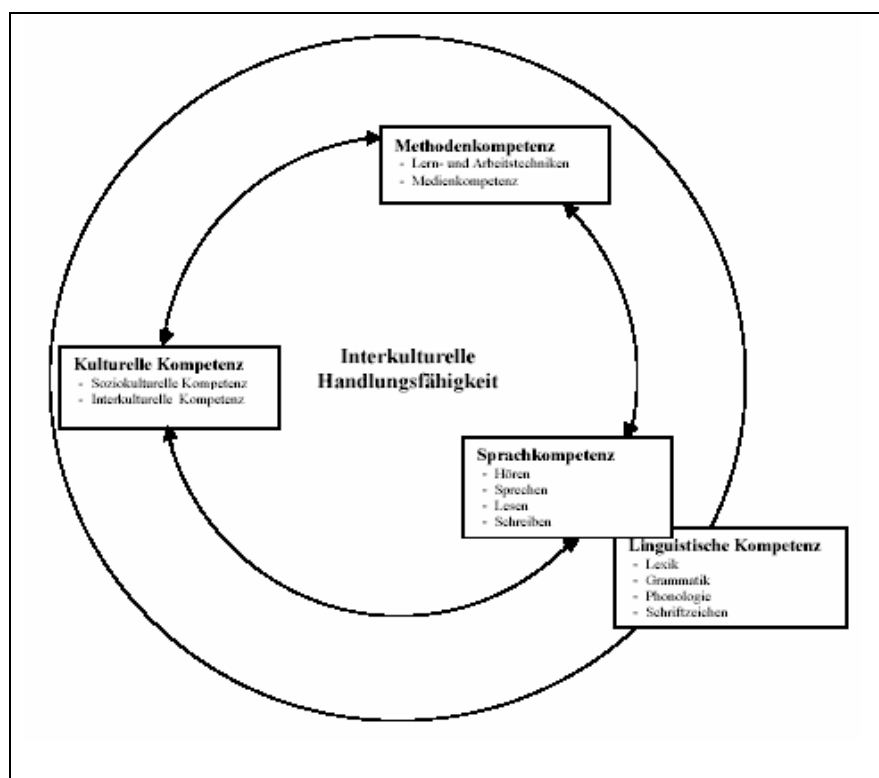 Methodenkompetenz
- Lern- und Arbeitstechniken
- Medienkompetenz
Kulturelle Kompetenz
- Soziokulturelle Kompetenz
- Interkulturelle Kompetenz
Interkulturelle
Handlungsfähigkeit
Sprachkompetenz
- Hören
- Sprechen
- Lesen
- Schreiben
Linguistische Kompetenz
- Lexik
- Grammatik
- Phonologie
- Schriftzeichen